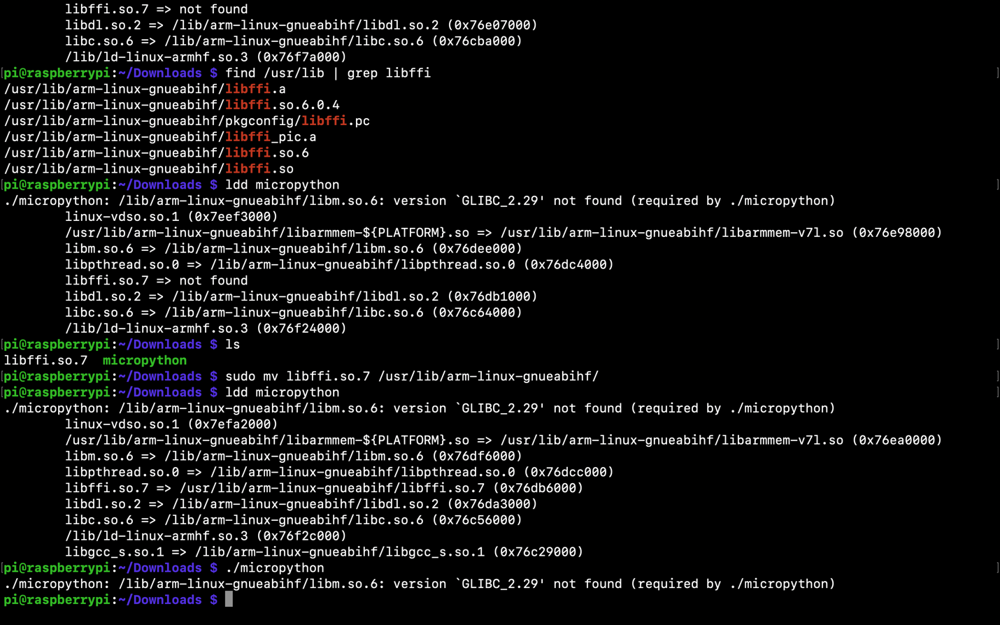 libffi.so.7 => not found
        libdl.so.2 => /lib/arm-linux-gnueabihf/libdl.so.2 (0x76e07000)
        libc.so.6 => /lib/arm-linux-gnueabihf/libc.so.6 (0x76cba000)
        /lib/ld-linux-armhf.so.3 (0x76f7a000)
[pi@raspberrypi:~/Downloads $ find /usr/lib | grep libffi ]
/usr/lib/arm-linux-gnueabihf/libffi.a
/usr/lib/arm-linux-gnueabihf/libffi.so.6.0.4
/usr/lib/arm-linux-gnueabihf/pkgconfig/libffi.pc
/usr/lib/arm-linux-gnueabihf/libffi_pic.a
/usr/lib/arm-linux-gnueabihf/libffi.so.6
/usr/lib/arm-linux-gnueabihf/libffi.so
[pi@raspberrypi:~/Downloads $ ldd micropython ]
./micropython: /lib/arm-linux-gnueabihf/libm.so.6: version `GLIBC_2.29' not found (required by ./micropython)
        linux-vdso.so.1 (0x7eef3000)
        /usr/lib/arm-linux-gnueabihf/libarmmem-${PLATFORM}.so => /usr/lib/arm-linux-gnueabihf/libarmmem-v7l.so (0x76e98000)
        libm.so.6 => /lib/arm-linux-gnueabihf/libm.so.6 (0x76dee000)
        libpthread.so.0 => /lib/arm-linux-gnueabihf/libpthread.so.0 (0x76dc4000)
        libffi.so.7 => not found
        libdl.so.2 => /lib/arm-linux-gnueabihf/libdl.so.2 (0x76db1000)
        libc.so.6 => /lib/arm-linux-gnueabihf/libc.so.6 (0x76c64000)
        /lib/ld-linux-armhf.so.3 (0x76f24000)
[pi@raspberrypi:~/Downloads $ ls ]
libffi.so.7  micropython
[pi@raspberrypi:~/Downloads $ sudo mv libffi.so.7 /usr/lib/arm-linux-gnueabihf/ ]
[pi@raspberrypi:~/Downloads $ ldd micropython ]
./micropython: /lib/arm-linux-gnueabihf/libm.so.6: version `GLIBC_2.29' not found (required by ./micropython)
        linux-vdso.so.1 (0x7efa2000)
        /usr/lib/arm-linux-gnueabihf/libarmmem-${PLATFORM}.so => /usr/lib/arm-linux-gnueabihf/libarmmem-v7l.so (0x76ea0000)
        libm.so.6 => /lib/arm-linux-gnueabihf/libm.so.6 (0x76df6000)
        libpthread.so.0 => /lib/arm-linux-gnueabihf/libpthread.so.0 (0x76dcc000)
        libffi.so.7 => /usr/lib/arm-linux-gnueabihf/libffi.so.7 (0x76db6000)
        libdl.so.2 => /lib/arm-linux-gnueabihf/libdl.so.2 (0x76da3000)
        libc.so.6 => /lib/arm-linux-gnueabihf/libc.so.6 (0x76c56000)
        /lib/ld-linux-armhf.so.3 (0x76f2c000)
        libgcc_s.so.1 => /lib/arm-linux-gnueabihf/libgcc_s.so.1 (0x76c29000)
[pi@raspberrypi:~/Downloads $ ./micropython ]
./micropython: /lib/arm-linux-gnueabihf/libm.so.6: version `GLIBC_2.29' not found (required by ./micropython)
pi@raspberrypi:~/Downloads $